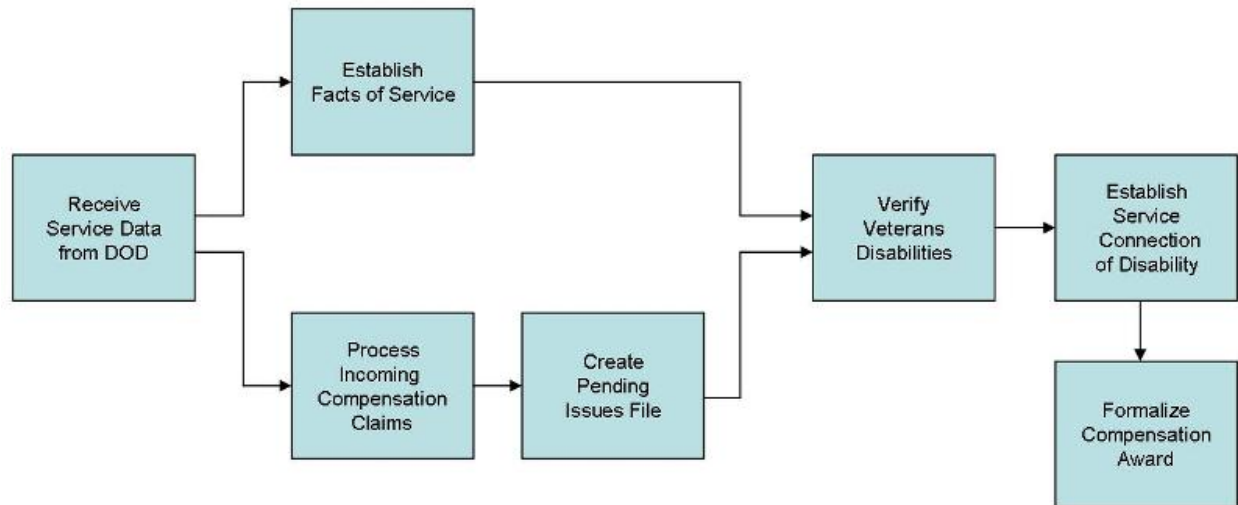 Establish
Facts of Service
Receive
Service Data
from DOD
Process
Incoming
Compensation
Claims
Create
Pending
Issues File
Verify
Veterans
Disabilities
Establish
Service
Connection
of Disability
Formalize
Compensation
Award